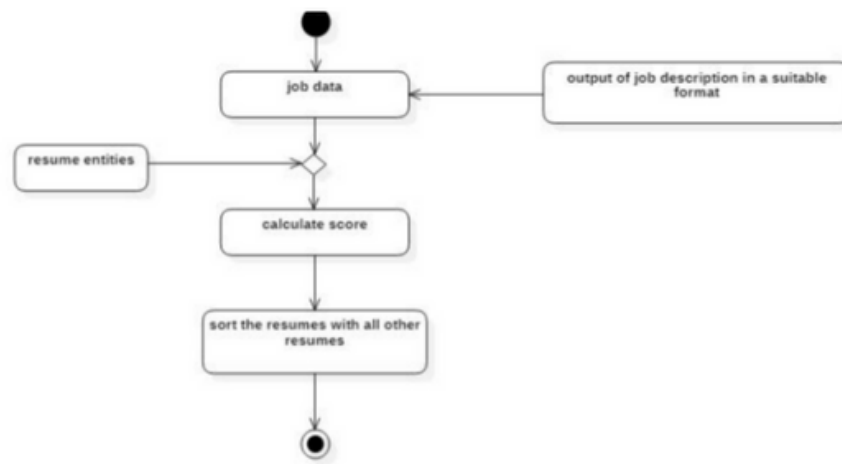 job data
output of job description in a suitable
format
resume entities
calculate score
sort the resumes with all other
resumes